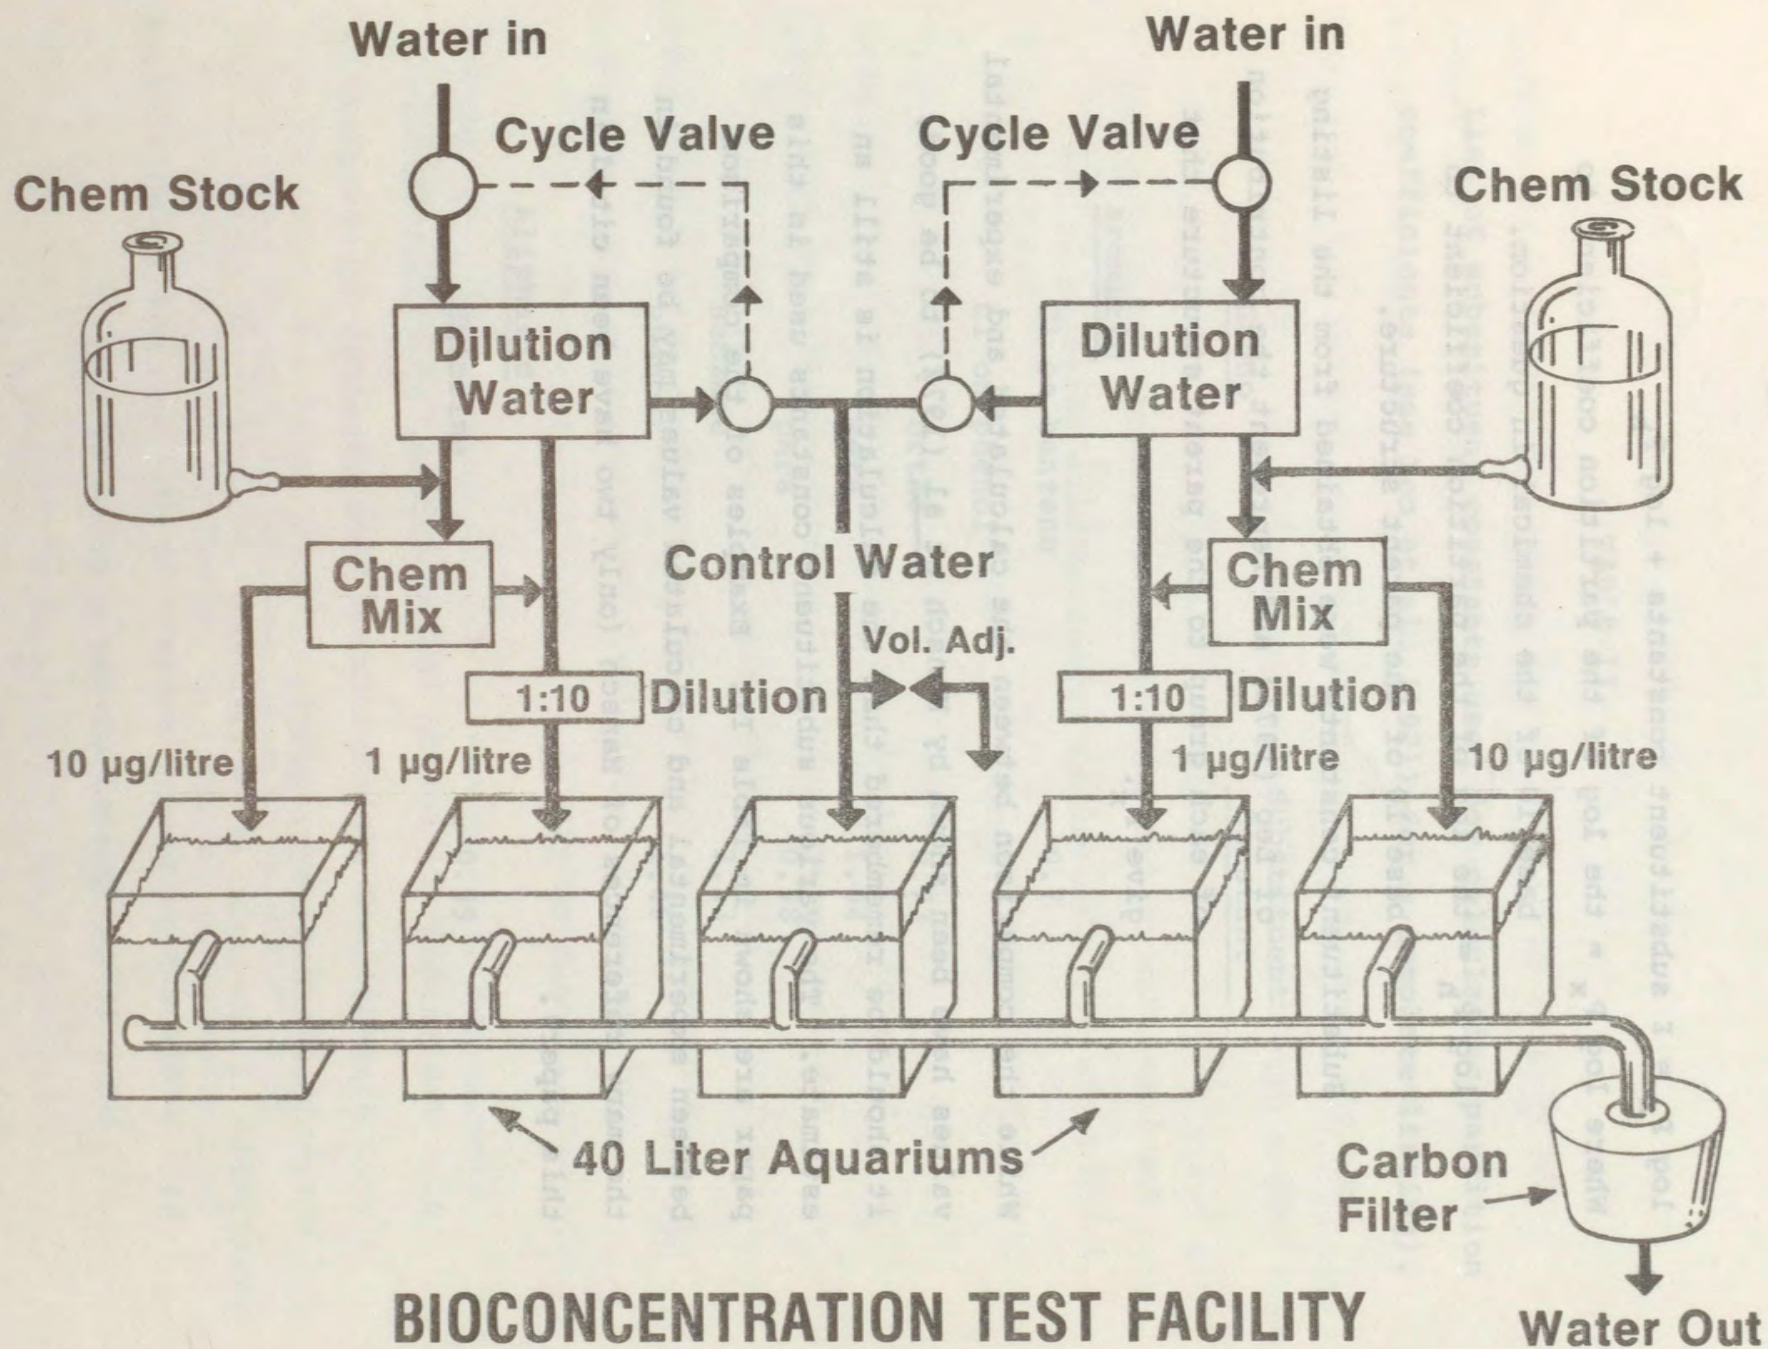 Water in
Water in
Cycle Valve
Cycle Valve
Chem Stock
Chem Stock
Dilution
Water
Dilution
Water
Chem
Mix
Control Water
Chem
Mix
Vol. Adj.
1:10 Dilution
1:10 Dilution
10 µg/litre
1 µg/litre
1 µg/litre
10 µg/litre
40 Liter Aquariums
Carbon
Filter
BIOCONCENTRATION TEST FACILITY
Water Out